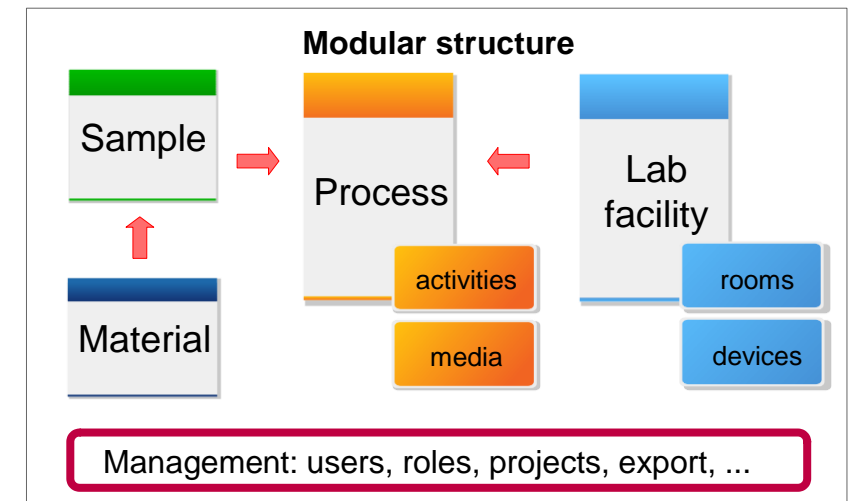 Modular structure
Sample
Process
Lab
facility
activities
rooms
Material
media
devices
Management: users, roles, projects, export, ...